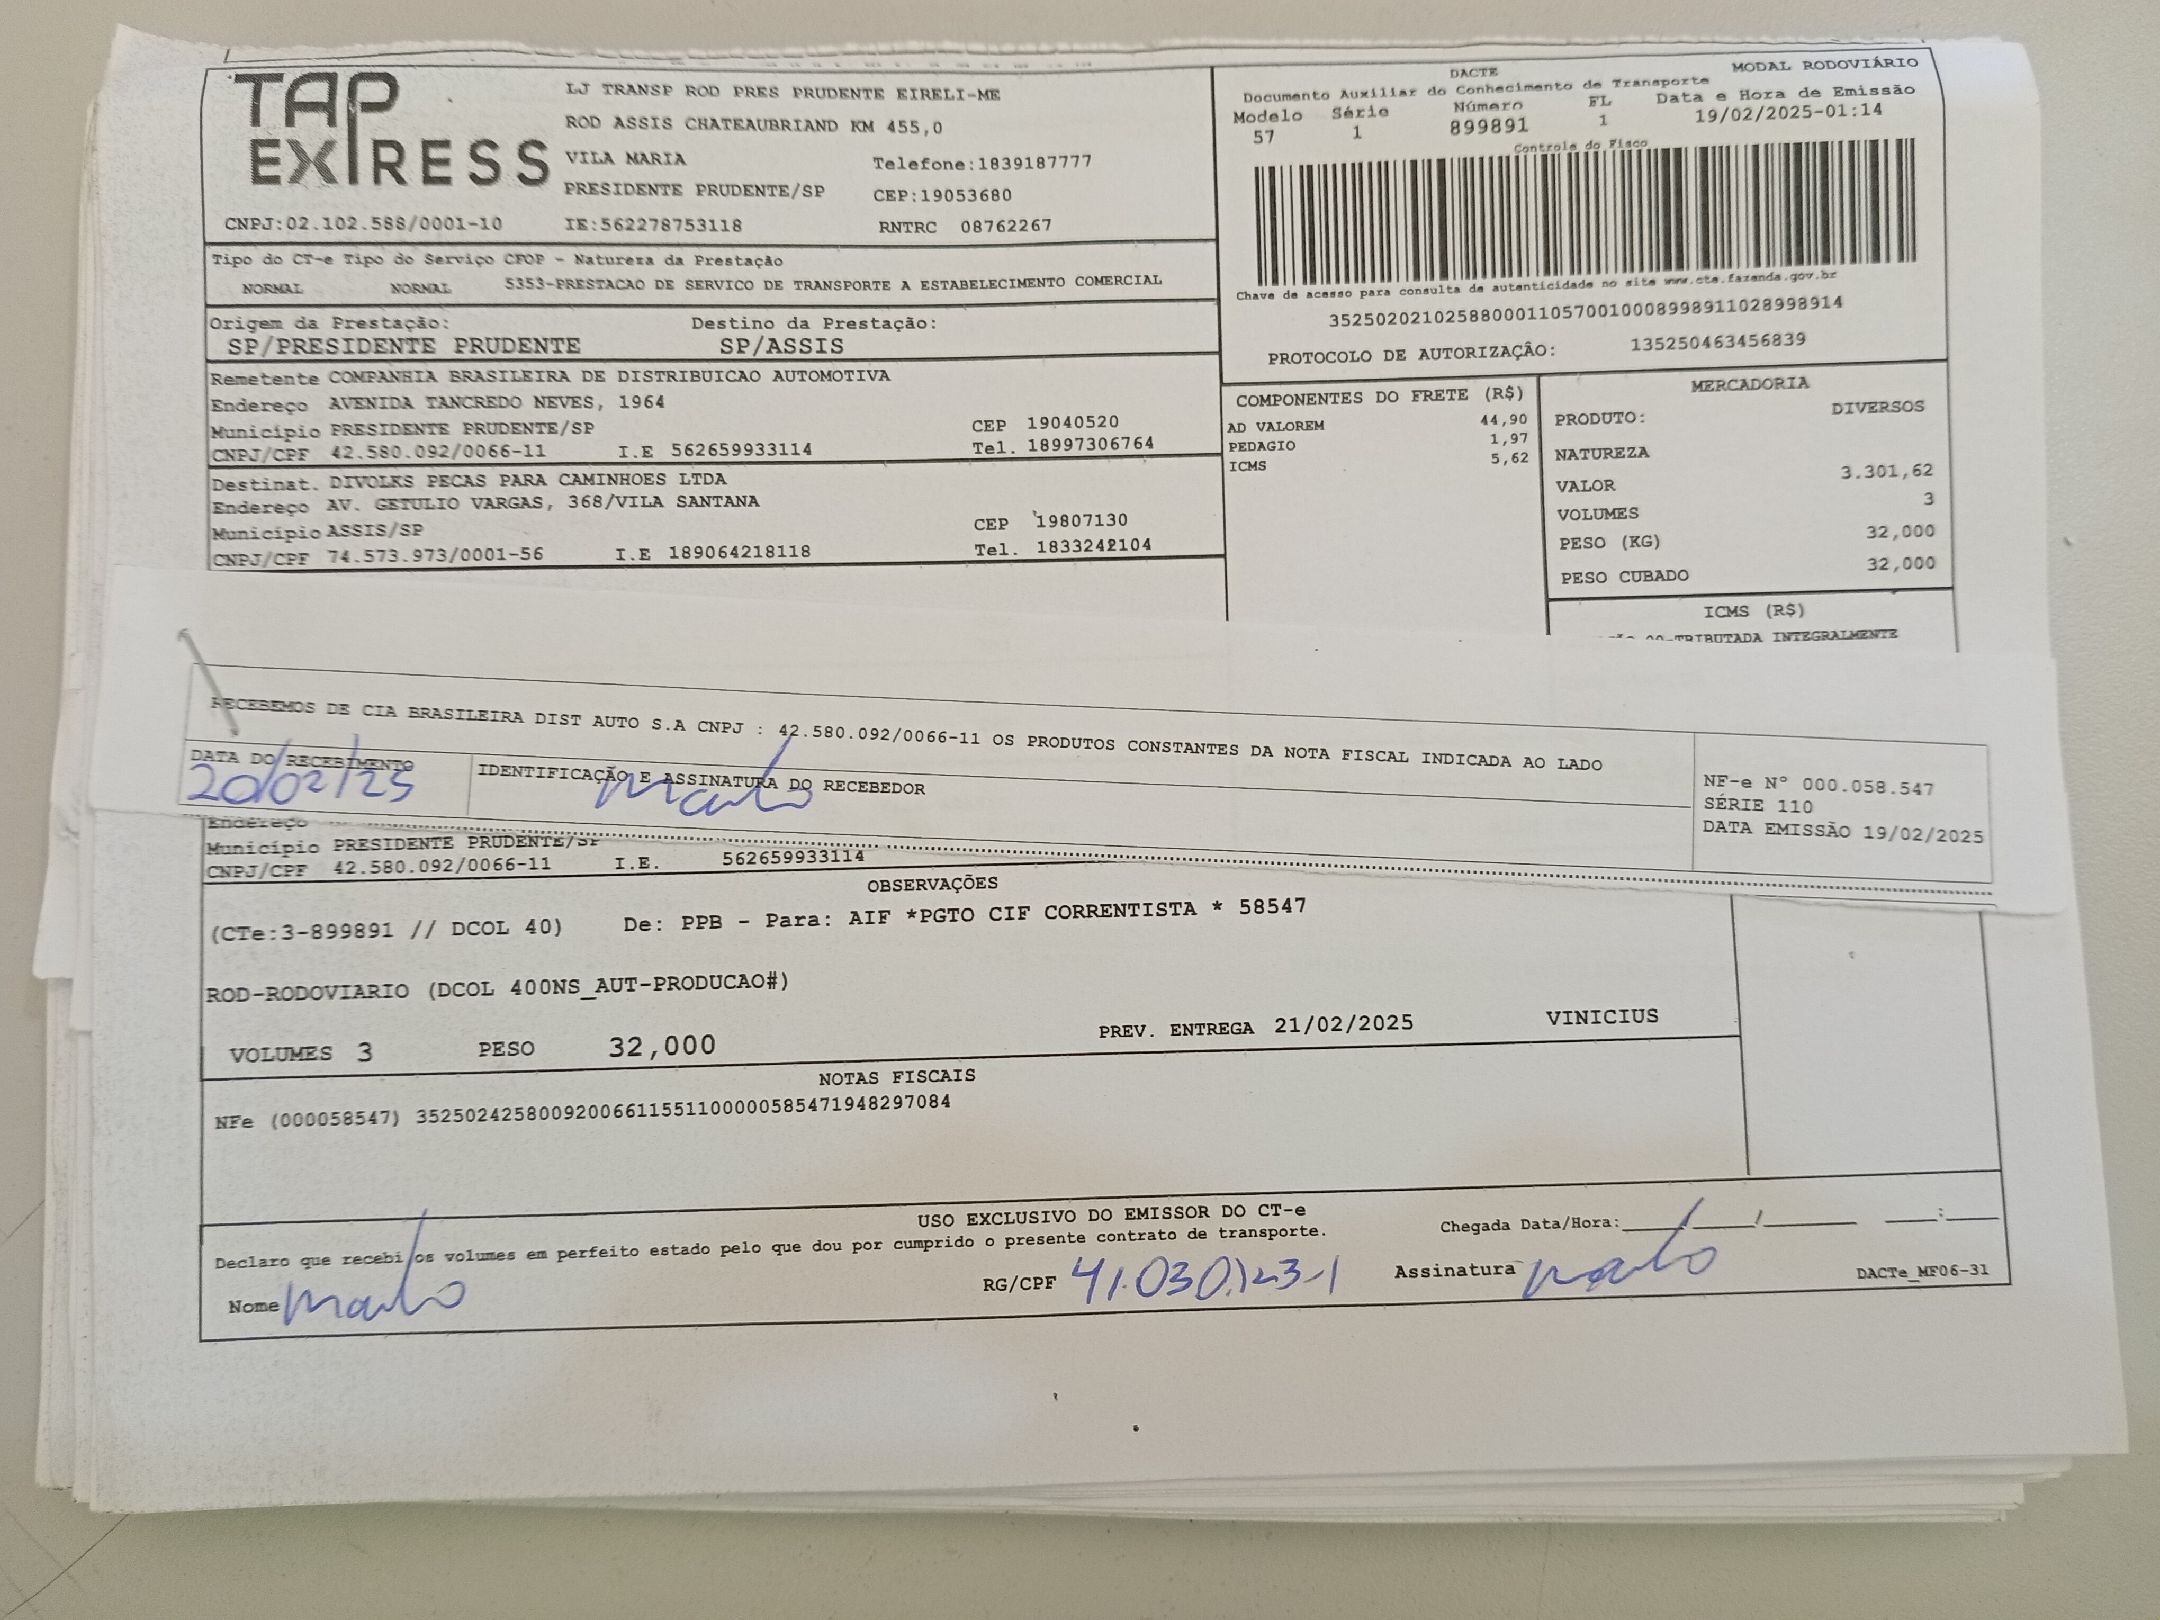 TAP EXPRESS
LJ TRANSP ROD PRES PRUDENTE EIRELI-ME
ROD ASSIS CHATEAUBRIAND KM 455,0
VILA MARIA Telefone:1839187777
PRESIDENTE PRUDENTE/SP CEP:19053680
CNPJ:02.102.588/0001-10 IE:562278753118 RNTRC 08762267
DACTE MODAL RODOVIÁRIO
Documento Auxiliar do Conhecimento de Transporte
Modelo Série Número FL Data e Hora de Emissão
57 1 899891 1 19/02/2025-01:14
Controle do Fisco
Chave de acesso para consulta de autenticidade no site www.cte.fazenda.gov.br
35250202102588000110570010008998911028998914
PROTOCOLO DE AUTORIZAÇÂO: 135250463456839
Tipo do CT-e Tipo do Serviço CFOP - Natureza da Prestação
NORMAL NORMAL 5353-PRESTACAO DE SERVICO DE TRANSPORTE A ESTABELECIMENTO COMERCIAL
Origem da Prestação: Destino da Prestação:
SP/PRESIDENTE PRUDENTE SP/ASSIS
Remetente COMPANHIA BRASILEIRA DE DISTRIBUICAO AUTOMOTIVA
Endereço AVENIDA TANCREDO NEVES, 1964
Município PRESIDENTE PRUDENTE/SP CEP 19040520
CNPJ/CPF 42.580.092/0066-11 I.E 562659933114 Tel. 18997306764
Destinat. DIVOLKS PECAS PARA CAMINHOES LTDA
Endereço AV. GETULIO VARGAS, 368/VILA SANTANA
Município ASSIS/SP CEP 19807130
CNPJ/CPF 74.573.973/0001-56 I.E 189064218118 Tel. 1833242104
COMPONENTES DO FRETE (R$)
AD VALOREM 44,90
PEDAGIO 1,97
ICMS 5,62
MERCADORIA
PRODUTO: DIVERSOS
NATUREZA
VALOR 3.301,62
VOLUMES 3
PESO (KG) 32,000
PESO CUBADO 32,000
ICMS (R$)
00-TRIBUTADA INTEGRALMENTE
RECEBEMOS DE CIA BRASILEIRA DIST AUTO S.A CNPJ : 42.580.092/0066-11 OS PRODUTOS CONSTANTES DA NOTA FISCAL INDICADA AO LADO
DATA DO RECEBIMENTO IDENTIFICAÇÃO E ASSINATURA DO RECEBEDOR
20/02/25
NF-e N° 000.058.547
SÉRIE 110
DATA EMISSÃO 19/02/2025
Endereço
Município PRESIDENTE PRUDENTE/SP
CNPJ/CPF 42.580.092/0066-11 I.E. 562659933114
OBSERVAÇÕES
(CTe:3-899891 // DCOL 40) De: PPB - Para: AIF *PGTO CIF CORRENTISTA * 58547
ROD-RODOVIARIO (DCOL 400NS_AUT-PRODUCAO#)
VOLUMES 3 PESO 32,000 PREV. ENTREGA 21/02/2025 VINICIUS
NOTAS FISCAIS
NFe (000058547) 35250242580092006611551100000585471948297084
USO EXCLUSIVO DO EMISSOR DO CT-e
Declaro que recebi os volumes em perfeito estado pelo que dou por cumprido o presente contrato de transporte. Chegada Data/Hora:___/___/___ ___:___
Nome RG/CPF 41.030.123-1 Assinatura DACTe_MF06-31